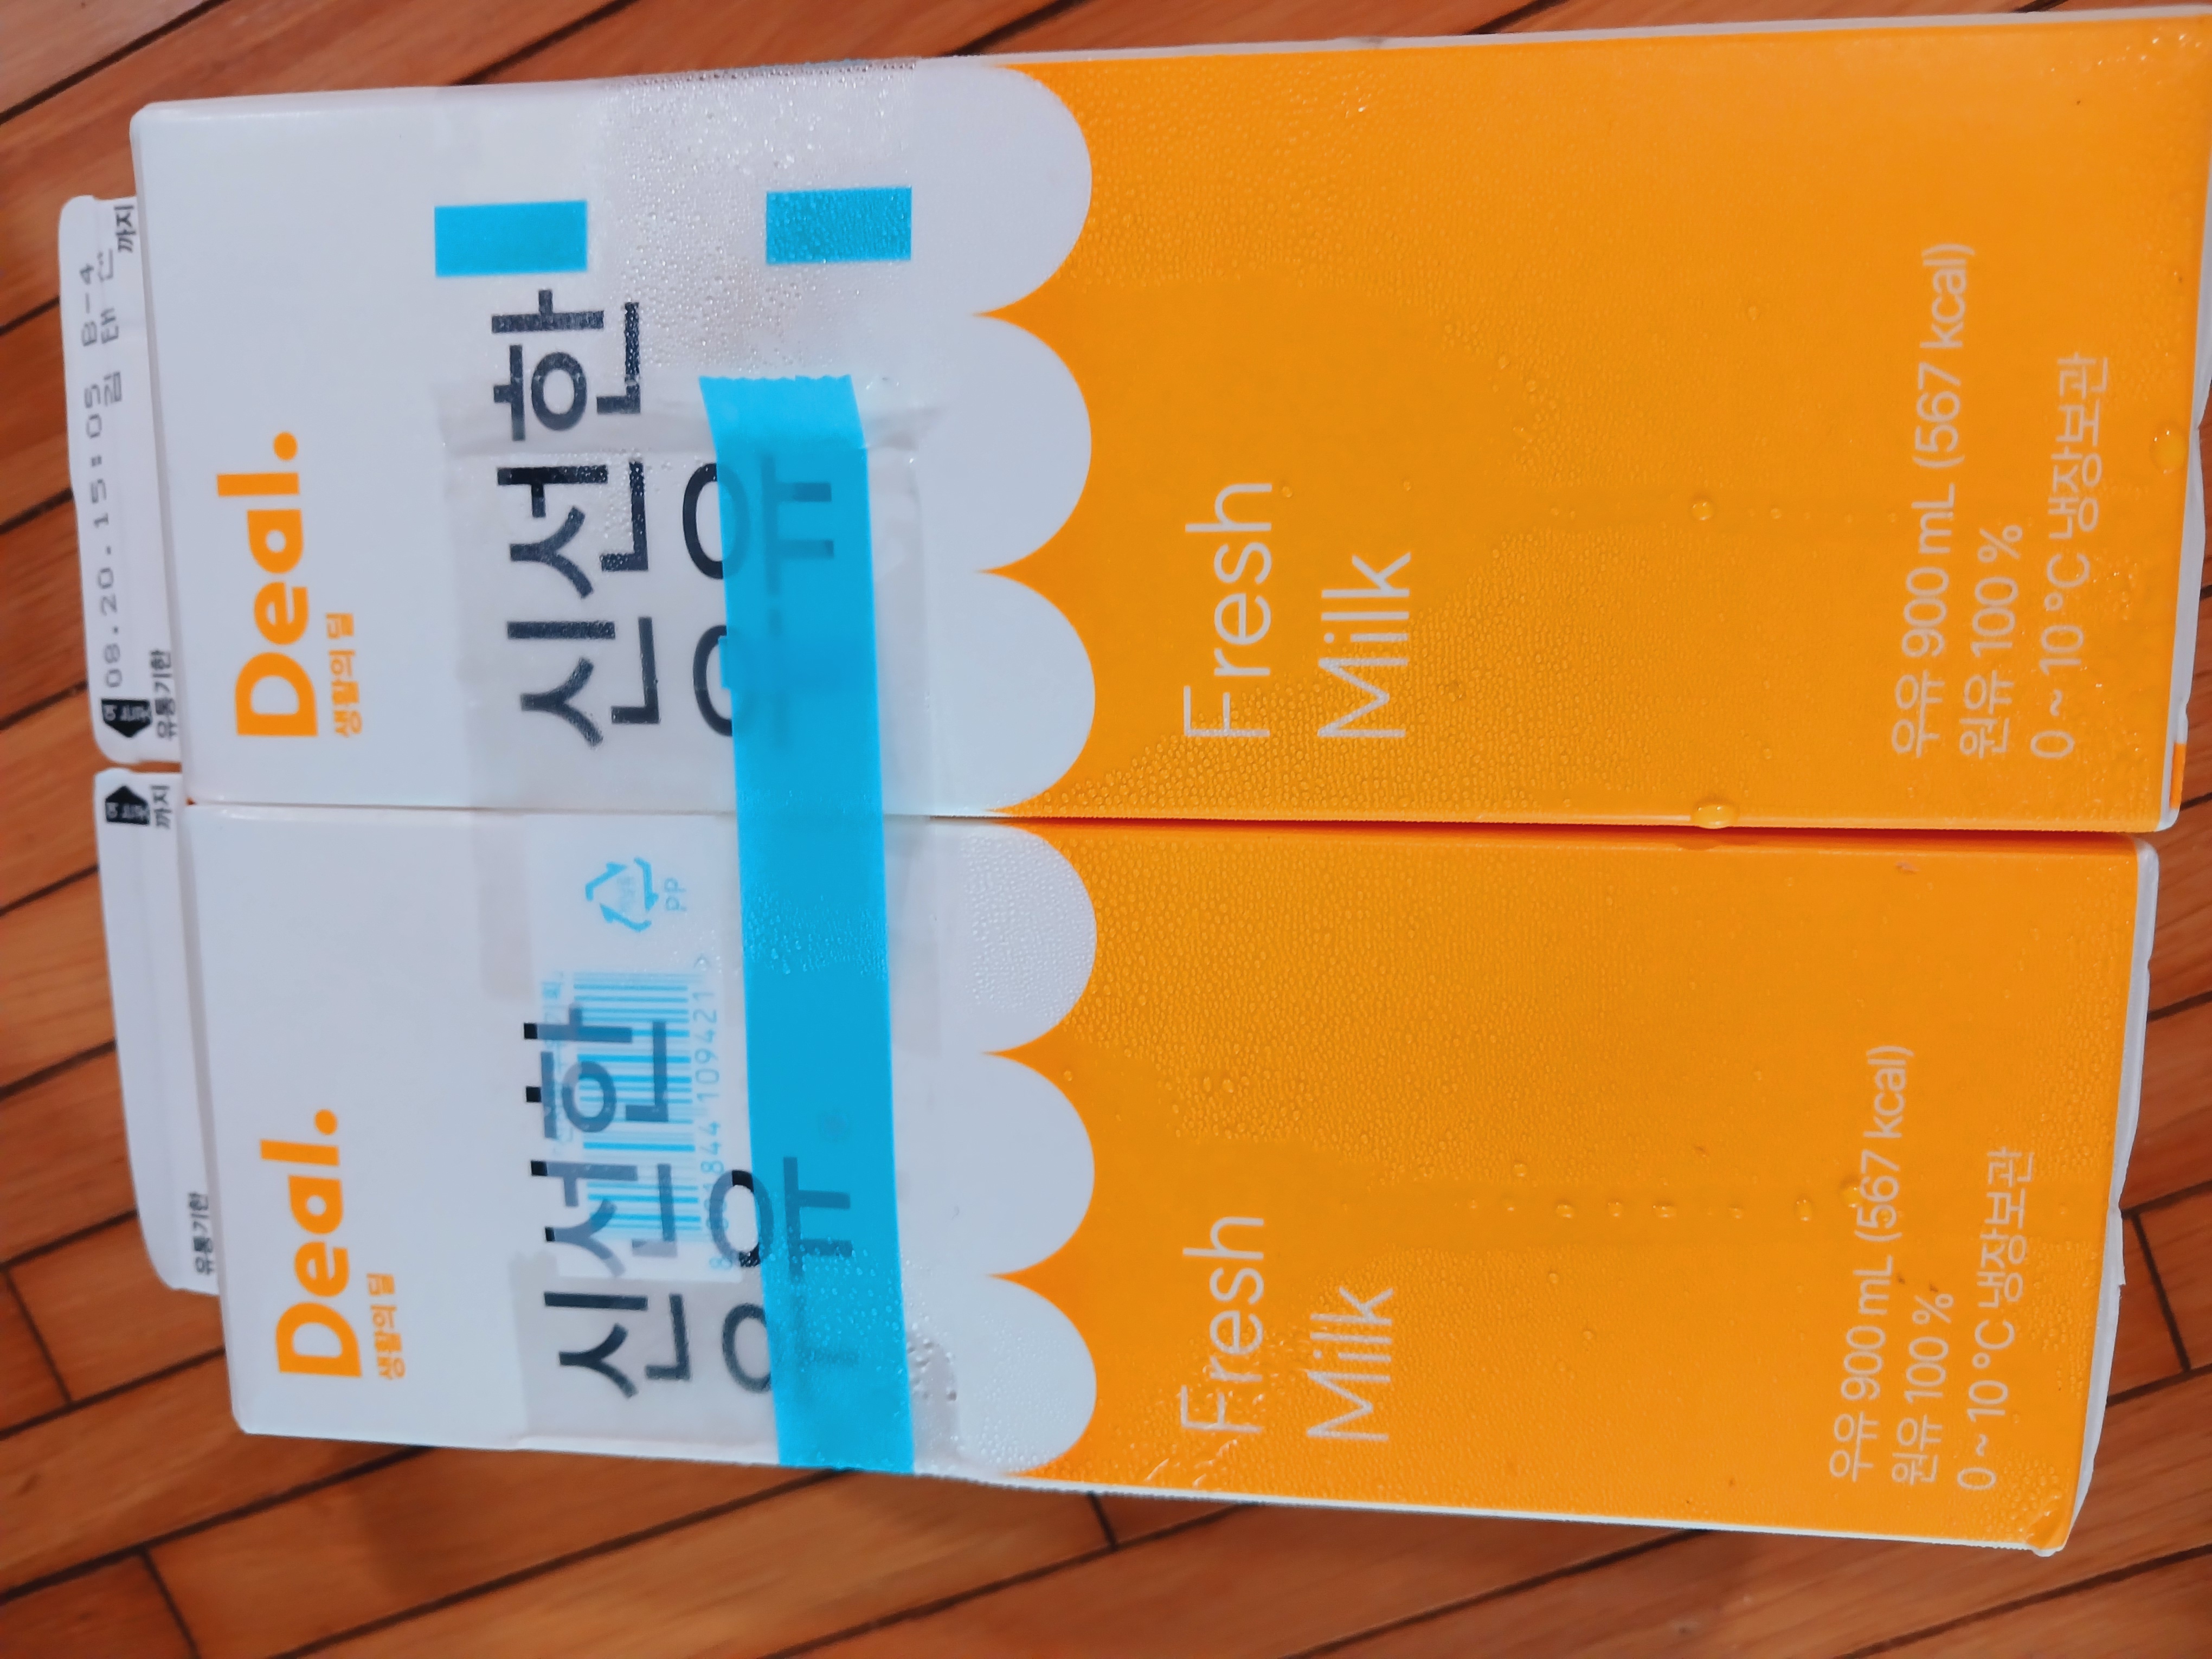 08.20.15:05 B-4
까지
유통기한
Deal.
생활의 딜
신선한
우유
Fresh
Milk
우유 900 mL (567 kcal)
원유 100 %
0 ~ 10 °C 냉장보관
까지
유통기한
Deal.
생활의 딜
PP
신선한
우유
Fresh
Milk
우유 900 mL (567 kcal)
원유 100 %
0 ~ 10 °C 냉장보관